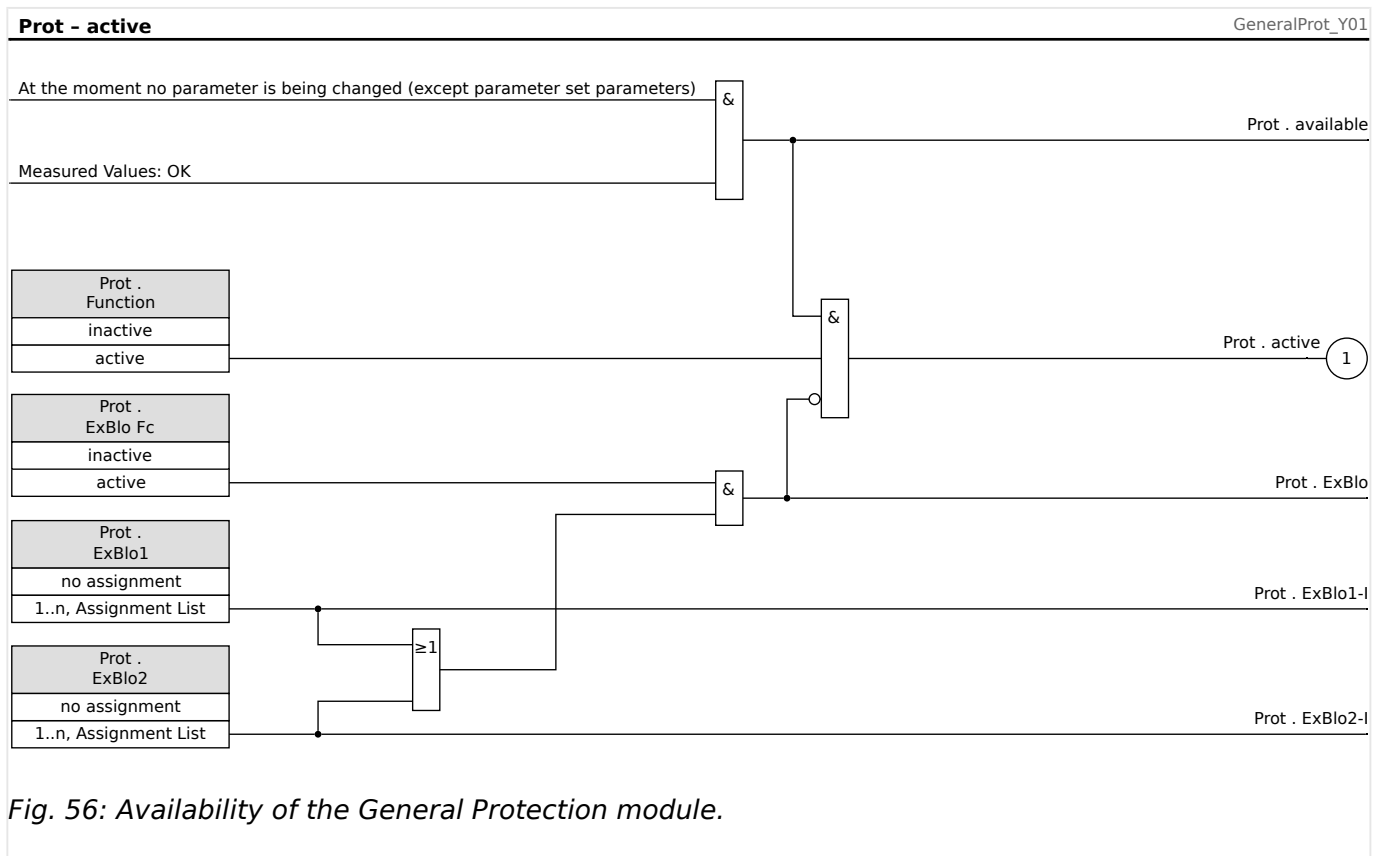 Prot – active
GeneralProt_Y01
At the moment no parameter is being changed (except parameter set parameters)
&
Prot . available
Measured Values: OK
Prot .
Function
inactive
active
&
Prot . active
1
Prot .
ExBlo Fc
inactive
active
&
Prot . ExBlo
Prot .
ExBlo1
no assignment
1..n, Assignment List
Prot . ExBlo1-I
≥1
Prot .
ExBlo2
no assignment
1..n, Assignment List
Prot . ExBlo2-I
Fig. 56: Availability of the General Protection module.